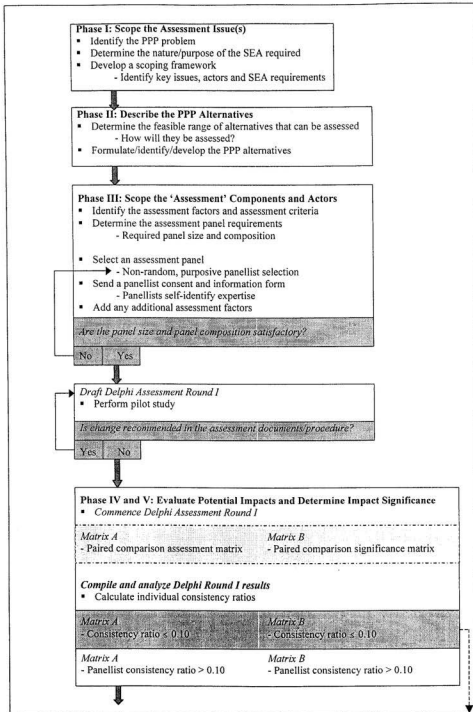 Phase I: Scope the Assessment Issue(s)
▪ Identify the PPP problem
▪ Determine the nature/purpose of the SEA required
▪ Develop a scoping framework
- Identify key issues, actors and SEA requirements
Phase II: Describe the PPP Alternatives
▪ Determine the feasible range of alternatives that can be assessed
- How will they be assessed?
▪ Formulate/identify/develop the PPP alternatives
Phase III: Scope the 'Assessment' Components and Actors
▪ Identify the assessment factors and assessment criteria
▪ Determine the assessment panel requirements
- Required panel size and composition
▪ Select an assessment panel
- Non-random, purposive panellist selection
▪ Send a panellist consent and information form
- Panellists self-identify expertise
▪ Add any additional assessment factors
Are the panel size and panel composition satisfactory?
No Yes
Draft Delphi Assessment Round I
▪ Perform pilot study
Is change recommended in the assessment documents/procedure?
Yes No
Phase IV and V: Evaluate Potential Impacts and Determine Impact Significance
▪ Commence Delphi Assessment Round I
Matrix A Matrix B
- Paired comparison assessment matrix - Paired comparison significance matrix
Compile and analyze Delphi Round I results
▪ Calculate individual consistency ratios
Matrix A Matrix B
- Consistency ratio ≤ 0.10 - Consistency ratio ≤ 0.10
Matrix A Matrix B
- Panellist consistency ratio > 0.10 - Panellist consistency ratio > 0.10